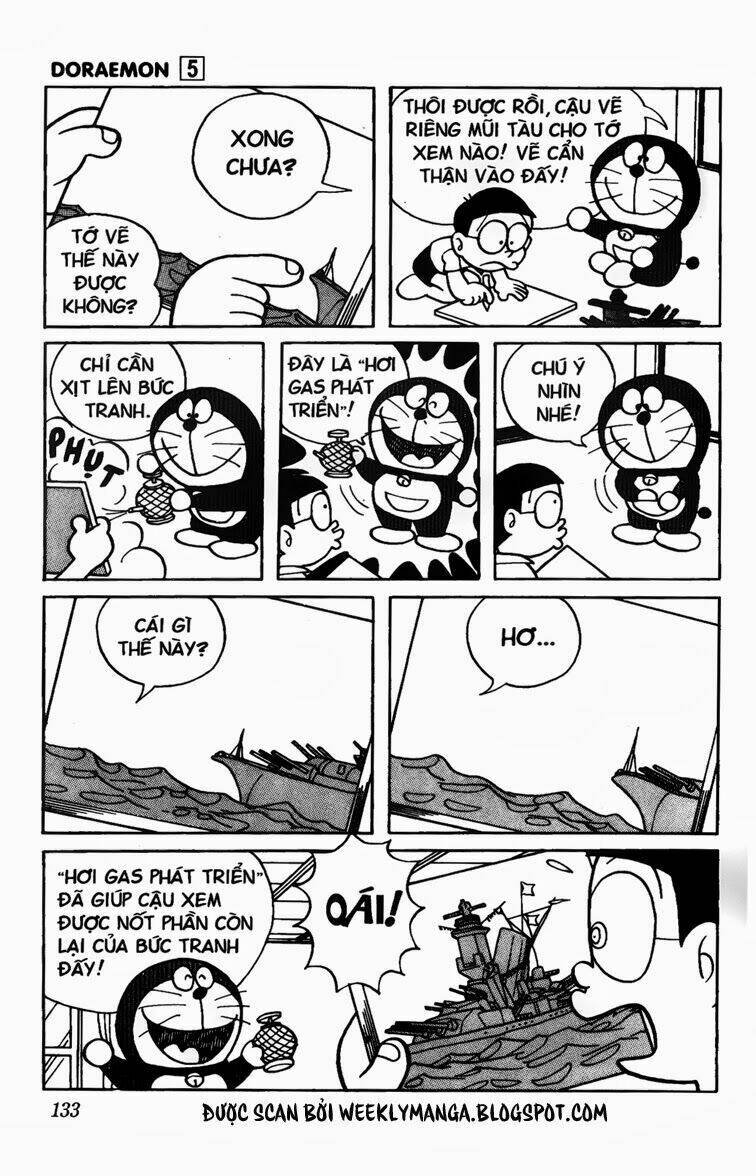 DORAEMON 5
THÔI ĐƯỢC RỒI, CẬU VẼ
RIÊNG MŨI TÀU CHO TỚ
XEM NÀO! VẼ CẨN
THẬN VÀO ĐẤY!
XONG
CHƯA?
TỚ VẼ
THẾ NÀY
ĐƯỢC
KHÔNG?
CHÚ Ý
NHÌN
NHÉ!
ĐÂY LÀ "HƠI
GAS PHÁT
TRIỂN"!
CHỈ CẦN
XỊT LÊN BỨC
TRANH.
PHỤT
HƠ...
CÁI GÌ
THẾ NÀY?
OÁI!
"HƠI GAS PHÁT TRIỂN"
ĐÃ GIÚP CẬU XEM
ĐƯỢC NỐT PHẦN CÒN
LẠI CỦA BỨC TRANH
ĐẤY!
133
ĐƯỢC SCAN BỞI WEEKLYMANGA.BLOGSPOT.COM